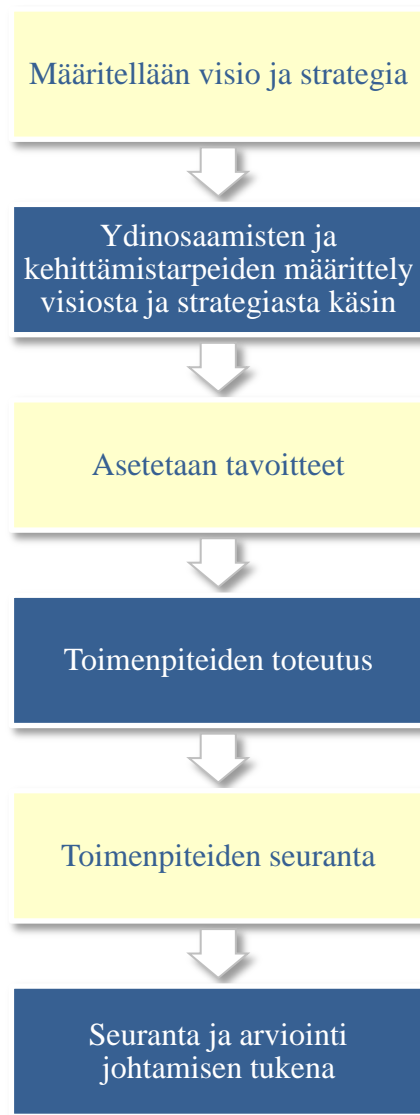 Määritellään visio ja strategia
Ydinosaamisten ja
kehittämistarpeiden määrittely
visiosta ja strategiasta käsin
Asetetaan tavoitteet
Toimenpiteiden toteutus
Toimenpiteiden seuranta
Seuranta ja arviointi
johtamisen tukena